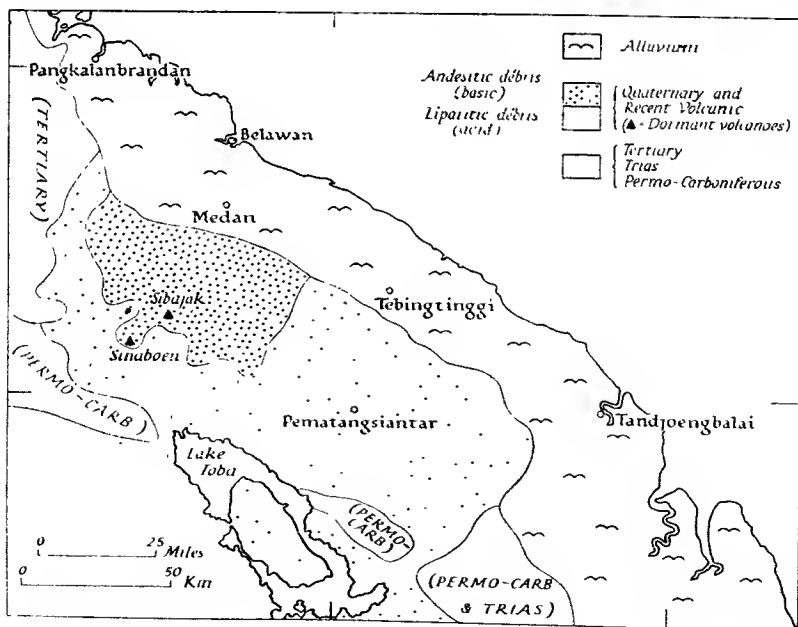 Alluvium
Andesitic débris
(basic)
Liparitic débris
(acid)
Quaternary and
Recent Volcanic
(▲ - Dormant volcanoes)
Tertiary
Trias
Permo-Carboniferous
Pangkalanbrandan
(TERTIARY)
Belawan
Medan
Sibajak
Sinaboen
Tebingtinggi
(PERMO-CARB)
Pematangsiantar
Tandjoengbalai
Lake
Toba
(PERMO-
CARB)
(PERMO-CARB
& TRIAS)
0 25 Miles
0 50 Km